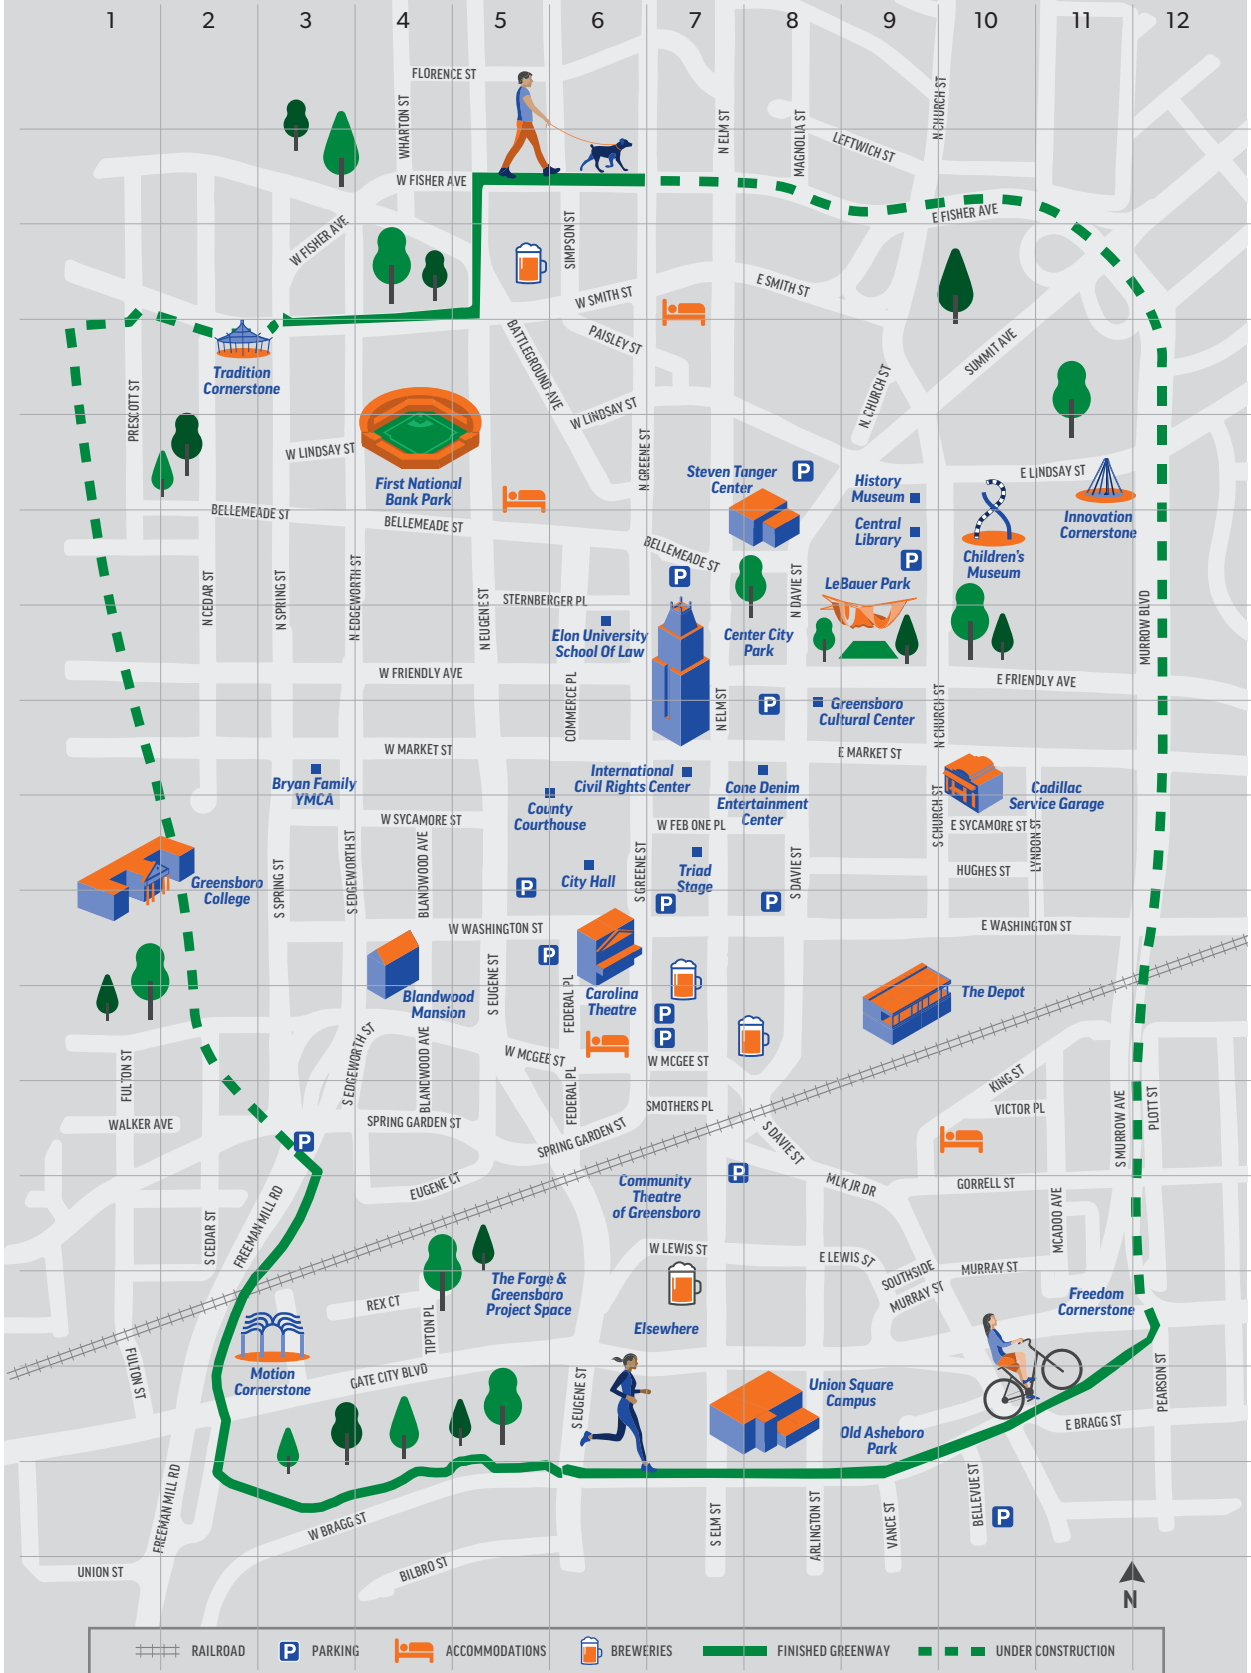 1 2 3 4 5 6 7 8 9 10 11 12
FLORENCE ST
WHARTON ST
N ELM ST
MAGNOLIA ST
LEFTWICH ST
N CHURCH ST
W FISHER AVE
W FISHER AVE
SIMPSON ST
E FISHER AVE
W SMITH ST
E SMITH ST
BATTLEGROUND AVE
PAISLEY ST
SUMMIT AVE
Tradition
Cornerstone
PRESCOTT ST
N. CHURCH ST
W LINDSAY ST
W LINDSAY ST
N GREENE ST
First National
Bank Park
Steven Tanger
Center
P
History
Museum
E LINDSAY ST
BELLEMEADE ST
BELLEMEADE ST
Central
Library
Innovation
Cornerstone
BELLEMEADE ST
P
P
Children's
Museum
N CEDAR ST
N SPRING ST
N EDGEWORTH ST
N EUGENE ST
STERNBERGER PL
N DAVIE ST
LeBauer Park
MURROW BLVD
Elon University
School Of Law
Center City
Park
W FRIENDLY AVE
COMMERCE PL
E FRIENDLY AVE
N ELM ST
P
Greensboro
Cultural Center
N CHURCH ST
W MARKET ST
E MARKET ST
Bryan Family
YMCA
International
Civil Rights Center
Cone Denim
Entertainment
Center
Cadillac
Service Garage
County
Courthouse
S CHURCH ST
W SYCAMORE ST
W FEB ONE PL
E SYCAMORE ST
LYNDON ST
Greensboro
College
S SPRING ST
S EDGEWORTH ST
BLANDWOOD AVE
P
City Hall
S GREENE ST
Triad
Stage
S DAVIE ST
HUGHES ST
P
P
W WASHINGTON ST
E WASHINGTON ST
P
S EUGENE ST
Blandwood
Mansion
FEDERAL PL
Carolina
Theatre
P
P
The Depot
FULTON ST
S EDGEWORTH ST
BLANDWOOD AVE
W MCGEE ST
W MCGEE ST
FEDERAL PL
KING ST
WALKER AVE
SPRING GARDEN ST
SPRING GARDEN ST
SMOTHERS PL
VICTOR PL
S MURROW AVE
PLOTT ST
P
S DAVIE ST
P
EUGENE CT
Community
Theatre
of Greensboro
MLK JR DR
GORRELL ST
S CEDAR ST
FREEMAN MILL RD
MCADOO AVE
W LEWIS ST
E LEWIS ST
SOUTHSIDE
MURRAY ST
MURRAY ST
The Forge &
Greensboro
Project Space
REX CT
TIPTON PL
Freedom
Cornerstone
Elsewhere
FULTON ST
Motion
Cornerstone
GATE CITY BLVD
S EUGENE ST
Union Square
Campus
PEARSON ST
Old Asheboro
Park
E BRAGG ST
FREEMAN MILL RD
W BRAGG ST
S ELM ST
ARLINGTON ST
VANCE ST
BELLEVUE ST
P
UNION ST
BILBRO ST
N
RAILROAD
P PARKING
ACCOMMODATIONS
BREWERIES
FINISHED GREENWAY
UNDER CONSTRUCTION